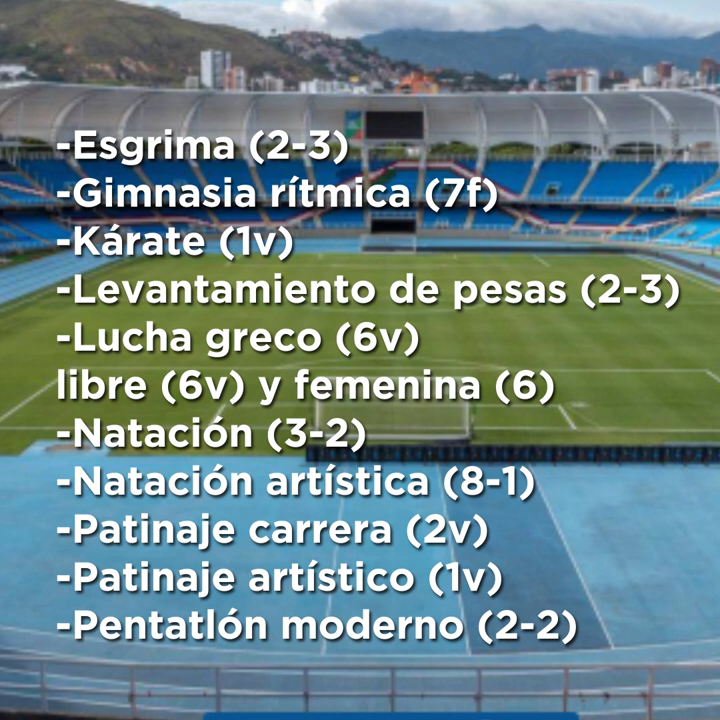 -Esgrima (2-3)
-Gimnasia rítmica (7f)
-Kárate (1v)
-Levantamiento de pesas (2-3)
-Lucha greco (6v)
libre (6v) y femenina (6)
-Natación (3-2)
-Natación artística (8-1)
-Patinaje carrera (2v)
-Patinaje artístico (1v)
-Pentatlón moderno (2-2)